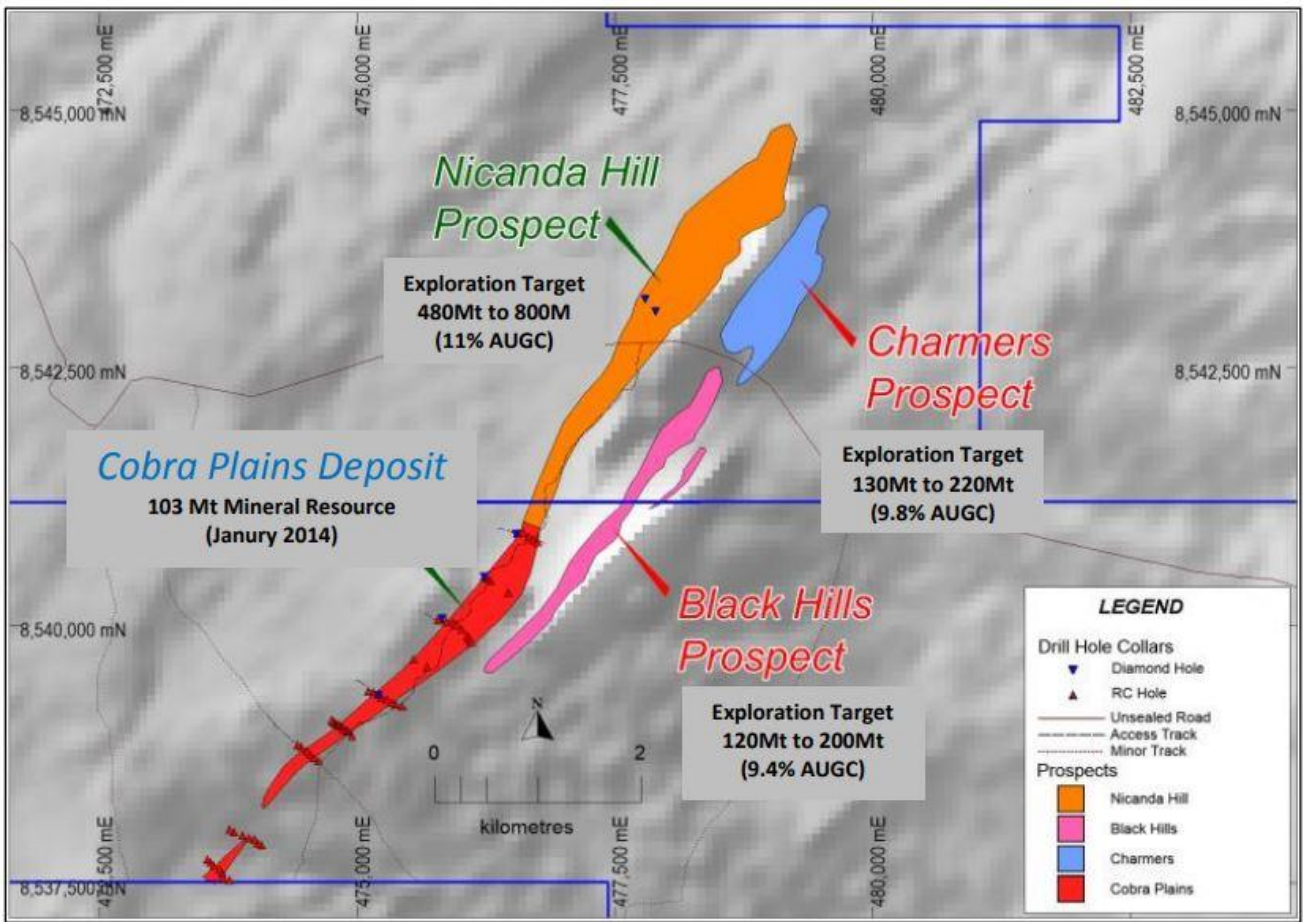 472,500 mE
475,000 mE
477,500 mE
480,000 mE
482,500 mE
8,545,000 mN
8,545,000 mN
Nicanda Hill
Prospect
Exploration Target
480Mt to 800M
(11% AUGC)
Charmers
Prospect
8,542,500 mN
8,542,500 mN
Exploration Target
130Mt to 220Mt
(9.8% AUGC)
Cobra Plains Deposit
103 Mt Mineral Resource
(Janury 2014)
Black Hills
Prospect
8,540,000 mN
Exploration Target
120Mt to 200Mt
(9.4% AUGC)
N
0 2
kilometres
LEGEND
Drill Hole Collars
Diamond Hole
RC Hole
Unsealed Road
Access Track
Minor Track
Prospects
Nicanda Hill
Black Hills
Charmers
Cobra Plains
475,000 mE
477,500 mE
480,000 mE
8,537,500 mN